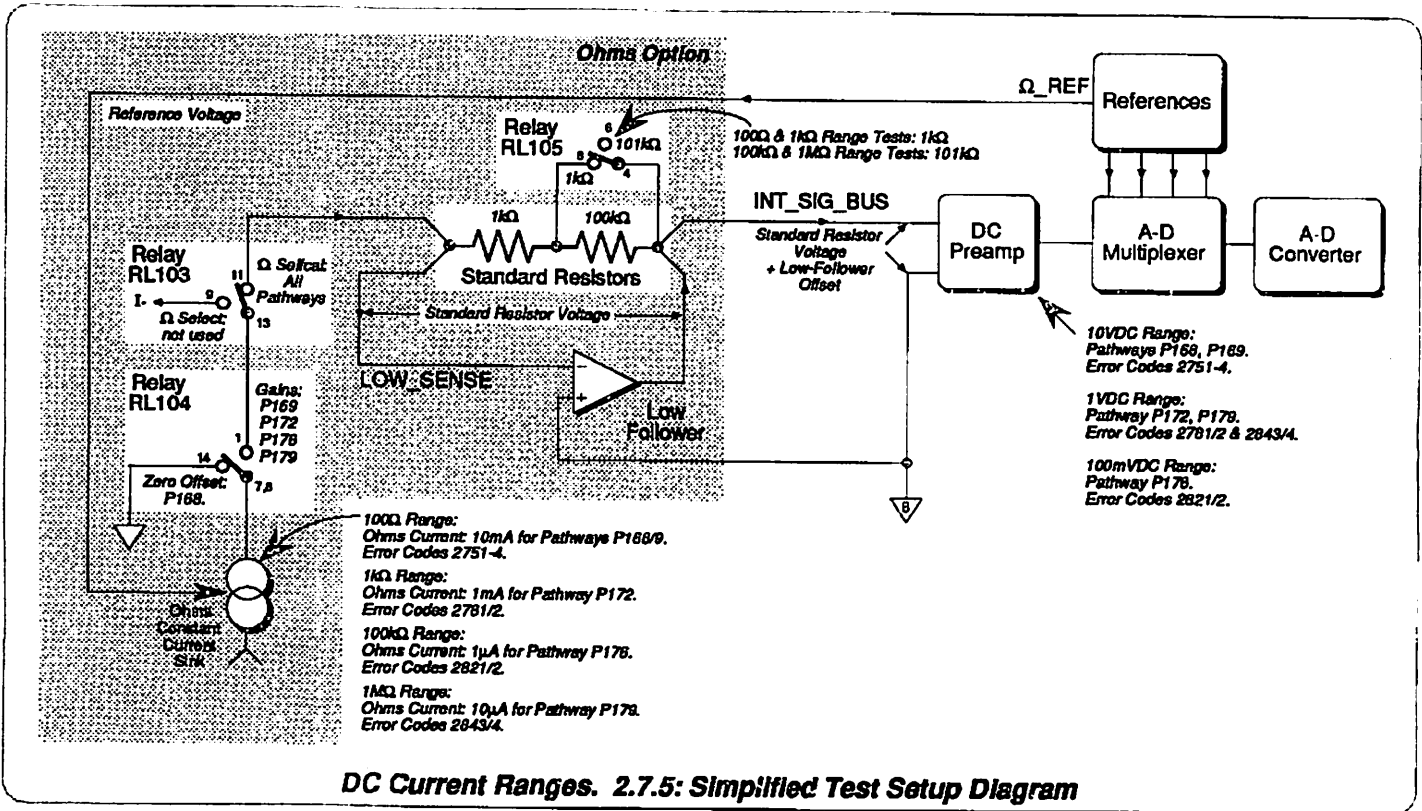 Ohms Option
Reference Voltage
Ω_REF
References
Relay
RL105
6
101kΩ
8
1kΩ
4
100Ω & 1kΩ Range Tests: 1kΩ
100kΩ & 1MΩ Range Tests: 101kΩ
1kΩ
100kΩ
Standard Resistors
INT_SIG_BUS
Standard Resistor
Voltage
+ Low-Follower
Offset
DC
Preamp
A-D
Multiplexer
A-D
Converter
Relay
RL103
11
Ω Selfcal:
All
Pathways
I-
9
Ω Select:
not used
13
Standard Resistor Voltage
LOW_SENSE
-
+
Low
Follower
Relay
RL104
Gains:
P169
P172
P178
P179
1
14
7,8
Zero Offset:
P168.
8
10VDC Range:
Pathways P168, P169.
Error Codes 2751-4.
1VDC Range:
Pathway P172, P179.
Error Codes 2781/2 & 2843/4.
100mVDC Range:
Pathway P176.
Error Codes 2821/2.
100Ω Range:
Ohms Current: 10mA for Pathways P168/9.
Error Codes 2751-4.
1kΩ Range:
Ohms Current: 1mA for Pathway P172.
Error Codes 2781/2.
100kΩ Range:
Ohms Current: 1µA for Pathway P176.
Error Codes 2821/2.
1MΩ Range:
Ohms Current: 10µA for Pathway P179.
Error Codes 2843/4.
Ohms
Constant
Current
Sink
DC Current Ranges. 2.7.5: Simplified Test Setup Diagram